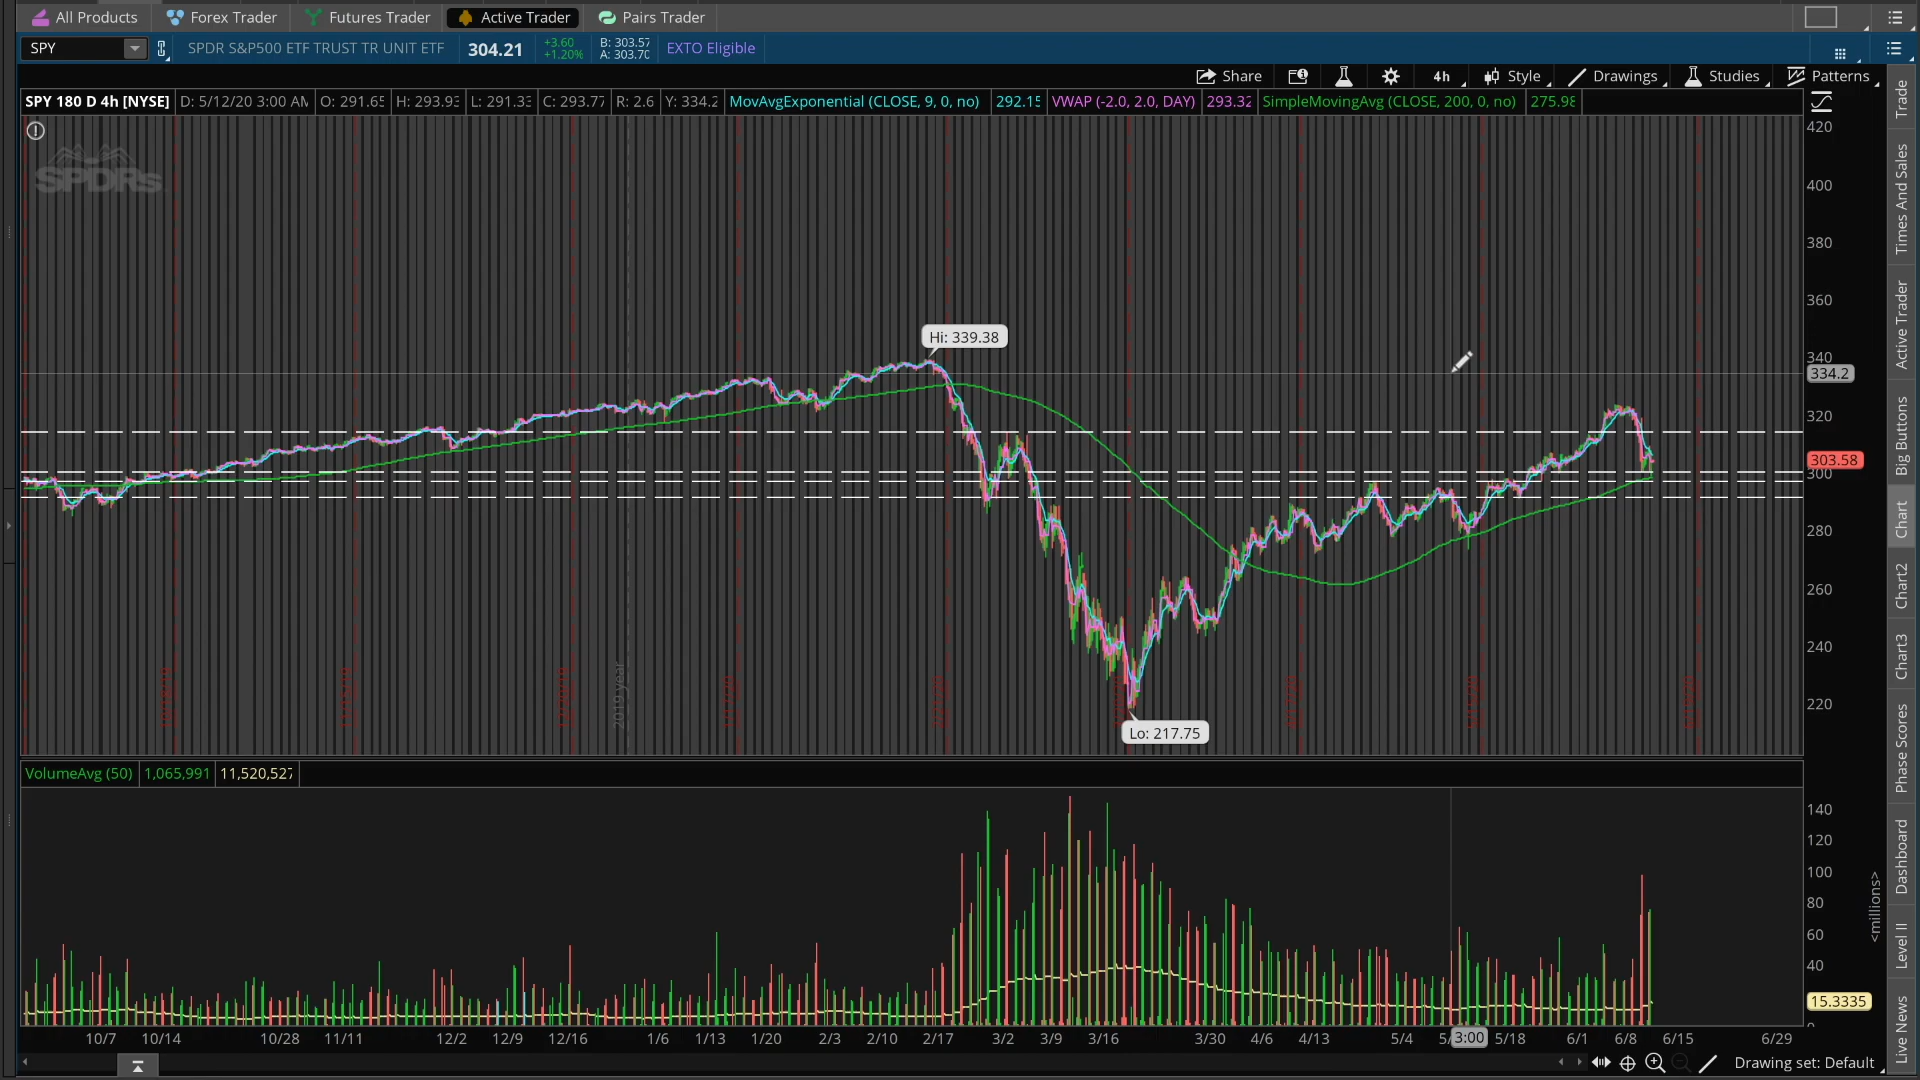 All Products Forex Trader Futures Trader Active Trader Pairs Trader
SPY SPDR S&P500 ETF TRUST TR UNIT ETF 304.21 +3.60 +1.20% B: 303.57 A: 303.70 EXTO Eligible
Share 4h Style Drawings Studies Patterns
SPY 180 D 4h [NYSE] D: 5/12/20 3:00 AM O: 291.65 H: 293.93 L: 291.33 C: 293.77 R: 2.6 Y: 334.2 MovAvgExponential (CLOSE, 9, 0, no) 292.15 VWAP (-2.0, 2.0, DAY) 293.32 SimpleMovingAvg (CLOSE, 200, 0, no) 275.98
SPDRs
420
400
380
360
340
334.2
320
303.58
300
280
260
240
220
Hi: 339.38
Lo: 217.75
2019 year
VolumeAvg (50) 1,065,991 11,520,527
140
120
100
80
60
40
15.3335
<millions>
10/7 10/14 10/28 11/11 12/2 12/9 12/16 1/6 1/13 1/20 2/3 2/10 2/17 3/2 3/9 3/16 3/30 4/6 4/13 5/4 3:00 5/18 6/1 6/8 6/15 6/29
Drawing set: Default
Trade
Times And Sales
Active Trader
Big Buttons
Chart
Chart2
Chart3
Phase Scores
Dashboard
Level II
Live News